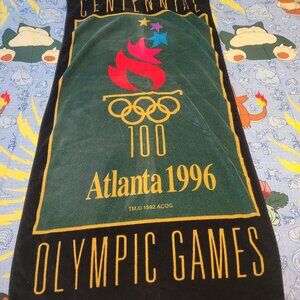 CENTENNIAL
100
Atlanta 1996
TM,© 1992 ACOG
OLYMPIC GAMES